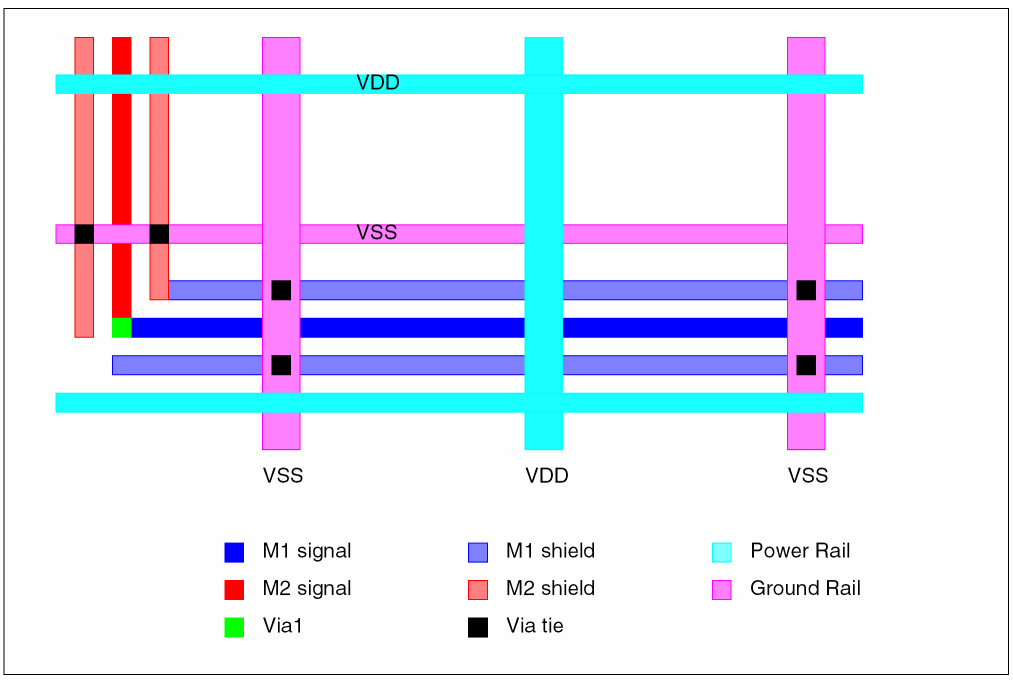 VDD
VSS
VSS VDD VSS
M1 signal M1 shield Power Rail
M2 signal M2 shield Ground Rail
Via1 Via tie